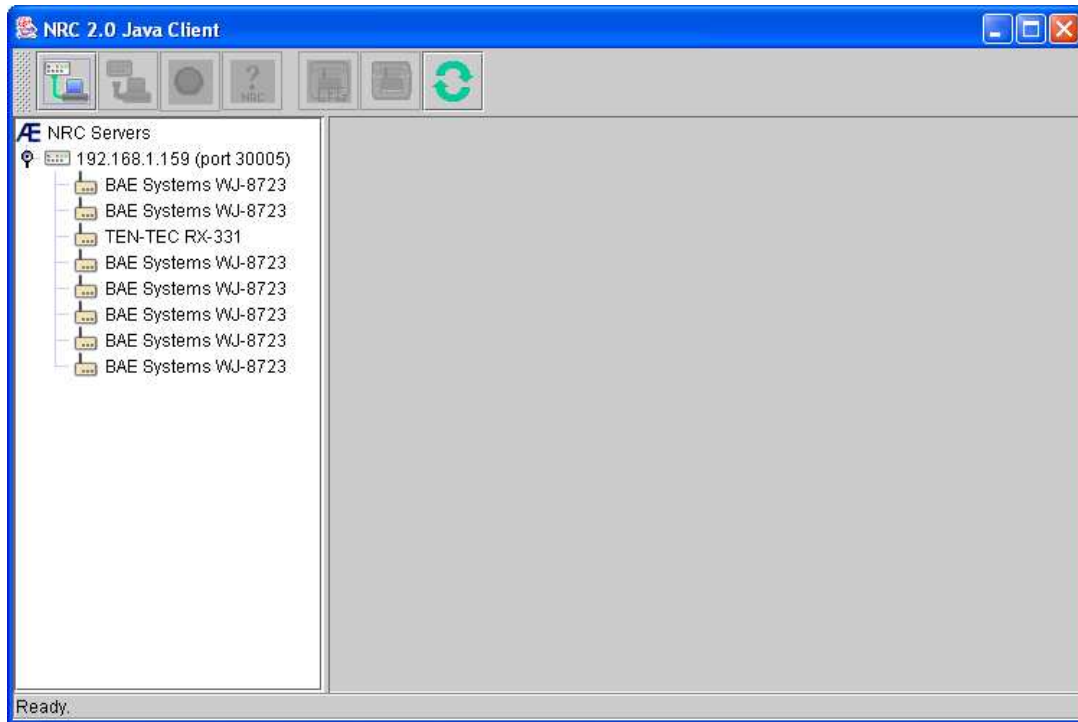 NRC 2.0 Java Client
?
NRC
Æ NRC Servers
192.168.1.159 (port 30005)
BAE Systems WJ-8723
BAE Systems WJ-8723
TEN-TEC RX-331
BAE Systems WJ-8723
BAE Systems WJ-8723
BAE Systems WJ-8723
BAE Systems WJ-8723
BAE Systems WJ-8723
Ready.